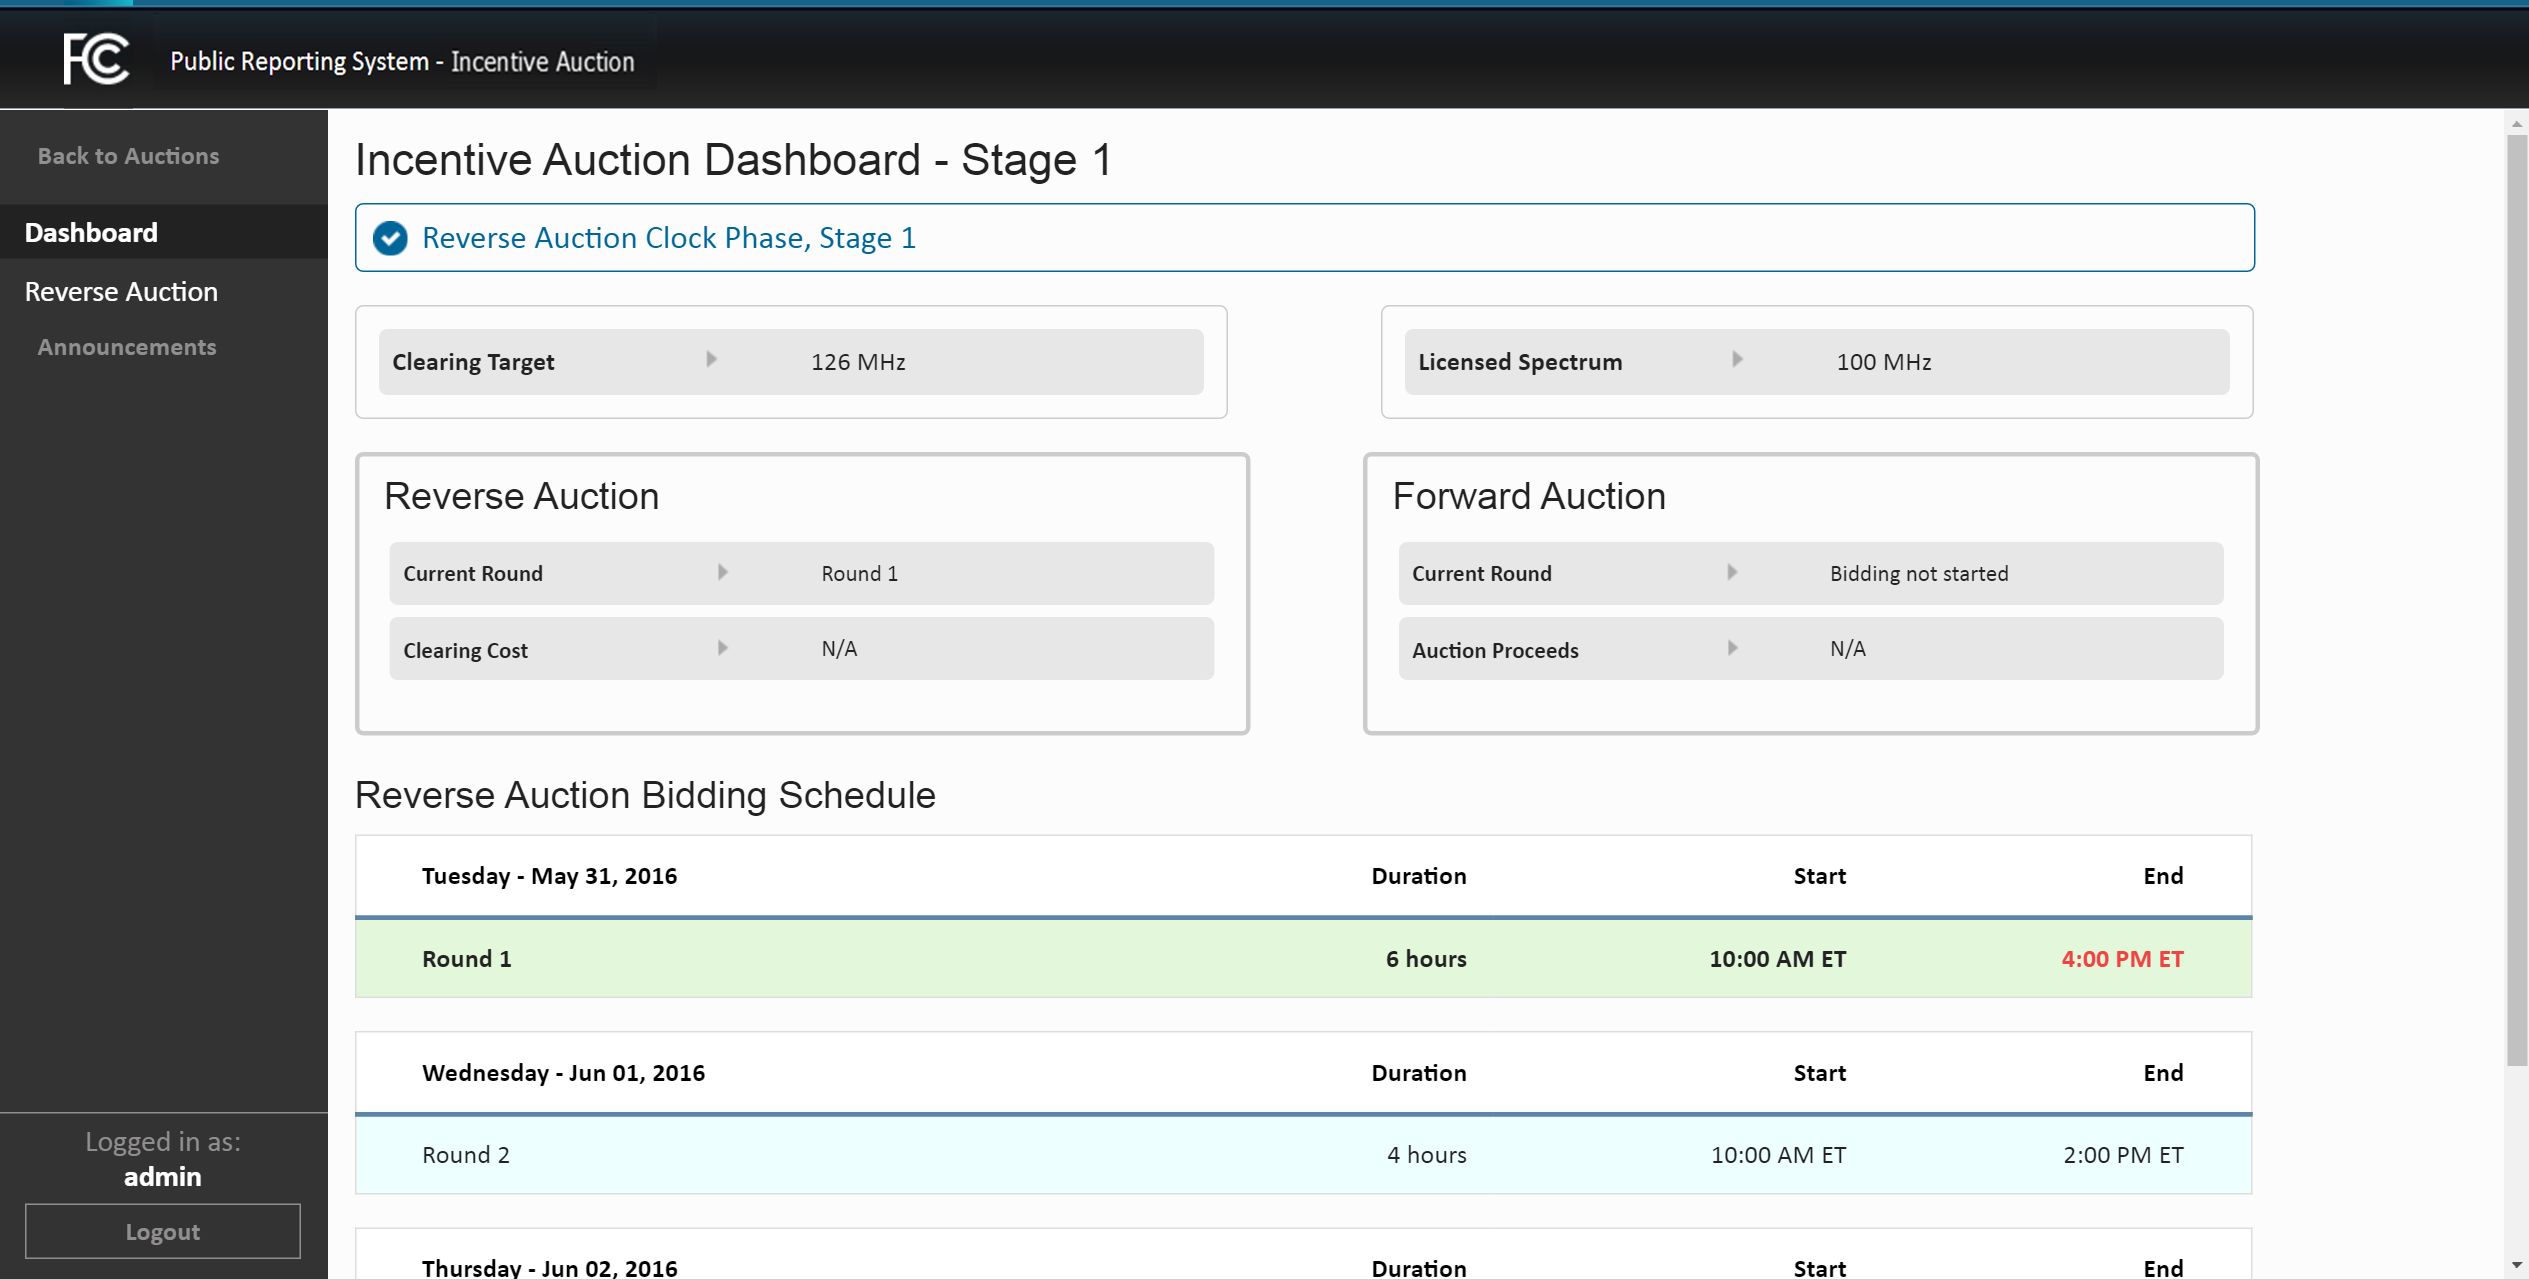 FCC
Public Reporting System - Incentive Auction
Back to Auctions
Dashboard
Reverse Auction
Announcements
Logged in as:
admin
Logout
Incentive Auction Dashboard - Stage 1
Reverse Auction Clock Phase, Stage 1
Clearing Target 126 MHz
Licensed Spectrum 100 MHz
Reverse Auction
Current Round Round 1
Clearing Cost N/A
Forward Auction
Current Round Bidding not started
Auction Proceeds N/A
Reverse Auction Bidding Schedule
Tuesday - May 31, 2016 Duration Start End
Round 1 6 hours 10:00 AM ET 4:00 PM ET
Wednesday - Jun 01, 2016 Duration Start End
Round 2 4 hours 10:00 AM ET 2:00 PM ET
Thursday - Jun 02, 2016 Duration Start End